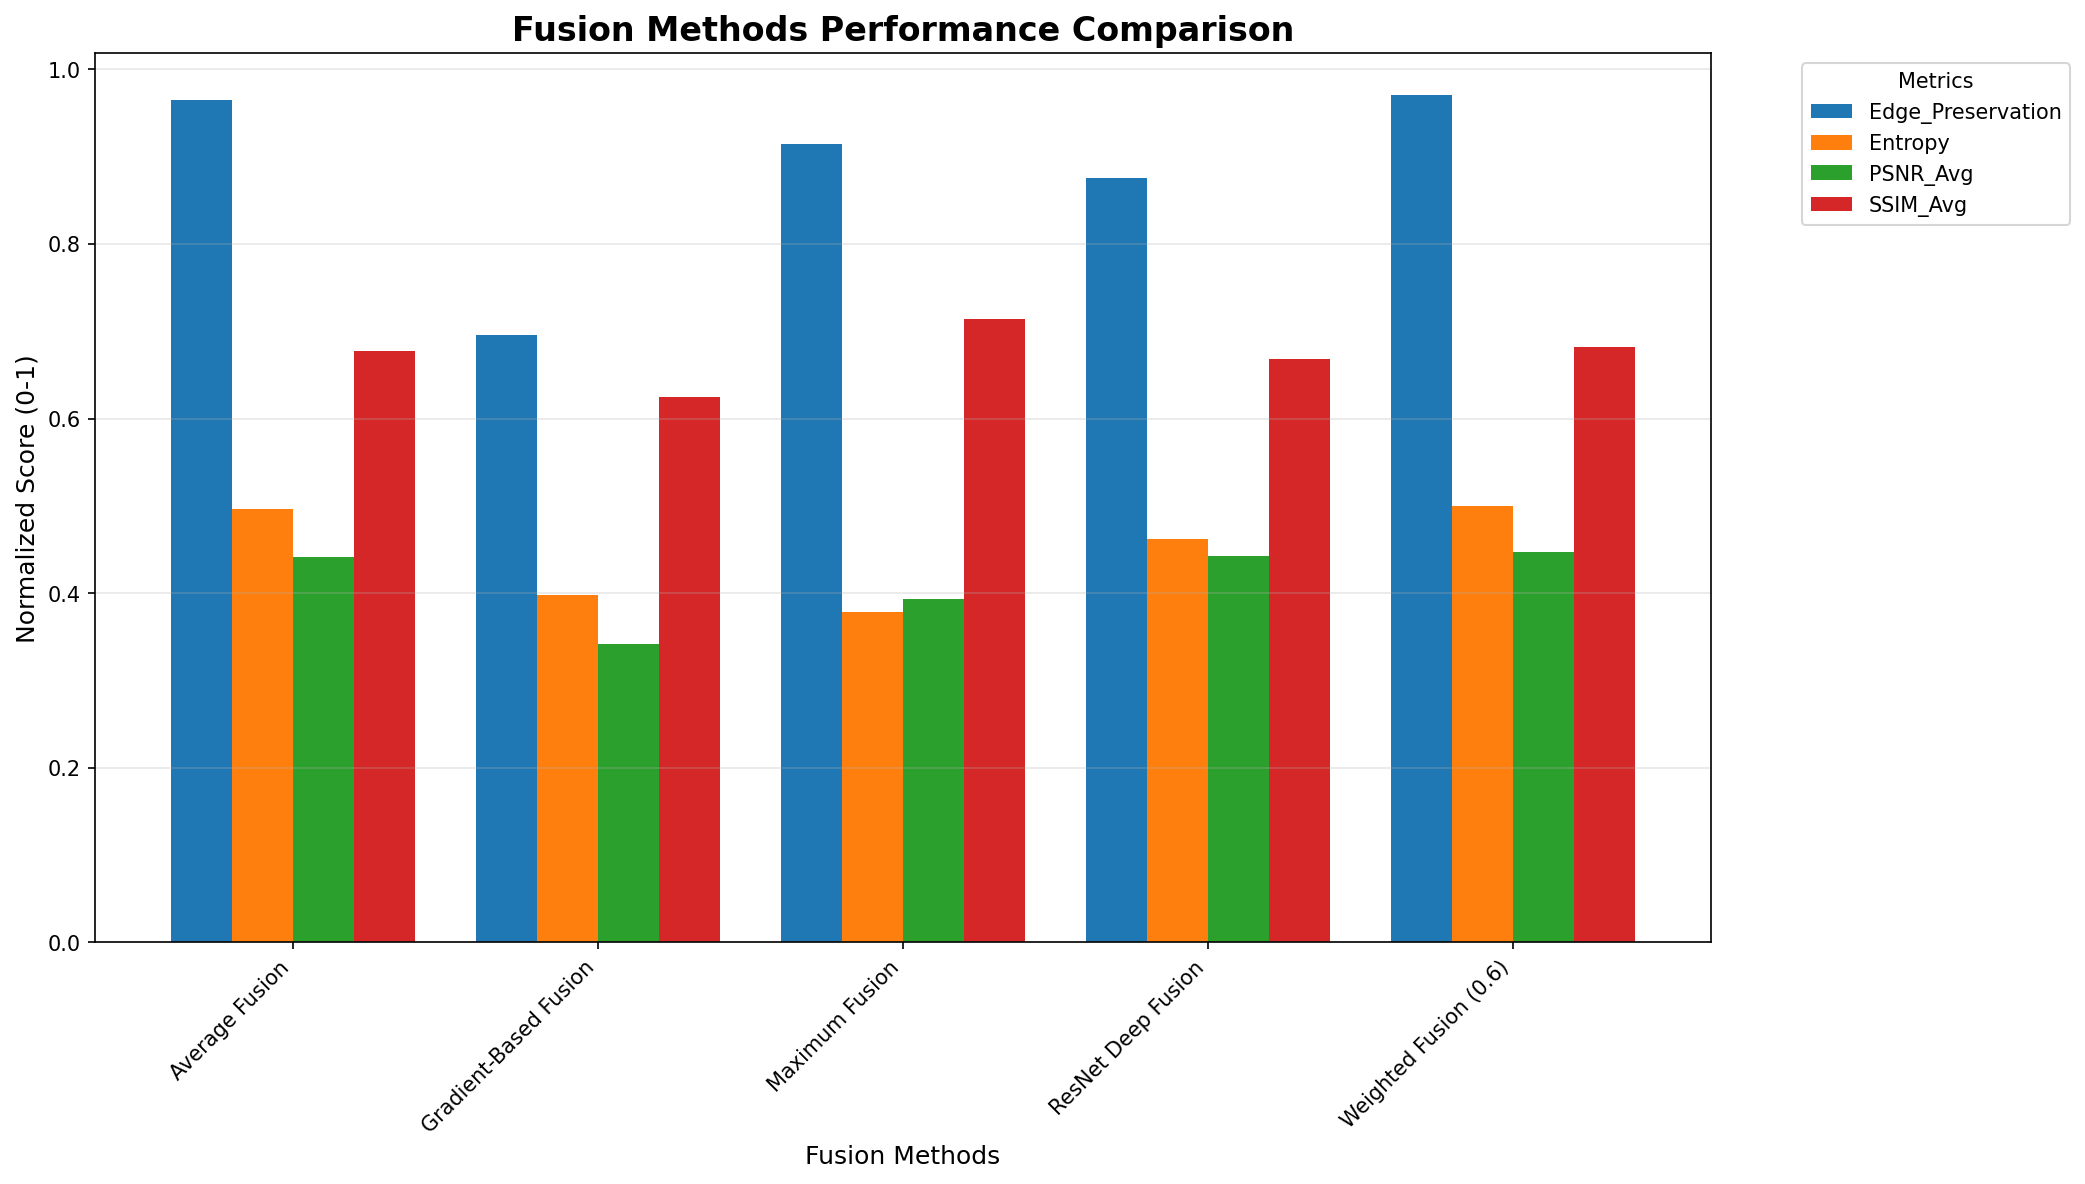 Fusion Methods Performance Comparison
Metrics
Edge_Preservation
Entropy
PSNR_Avg
SSIM_Avg
Normalized Score (0-1)
1.0
0.8
0.6
0.4
0.2
0.0
Average Fusion
Gradient-Based Fusion
Maximum Fusion
ResNet Deep Fusion
Weighted Fusion (0.6)
Fusion Methods